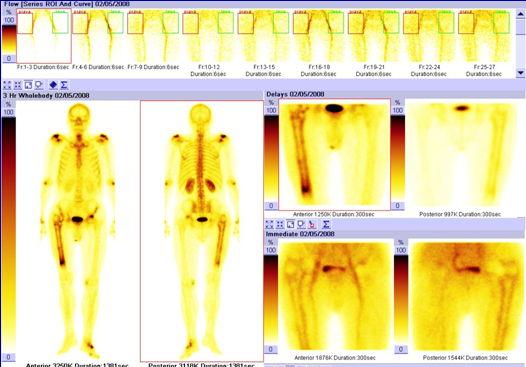 Flow [Series ROI And Curve] 02/05/2008
%
100
0
Fr:1-3 Duration:6sec
Fr:4-6 Duration:6sec
Fr:7-9 Duration:6sec
Fr:10-12
Duration:6sec
Fr:13-15
Duration:6sec
Fr:16-18
Duration:6sec
Fr:19-21
Duration:6sec
Fr:22-24
Duration:6sec
Fr:25-27
Duration:6sec
3 Hr Wholebody 02/05/2008
%
100
0
Anterior 3250K Duration:1381sec
Posterior 3118K Duration:1381sec
Delays 02/05/2008
%
100
0
%
100
0
Anterior 1250K Duration:300sec
Posterior 997K Duration:300sec
Immediate 02/05/2008
%
100
0
%
100
0
Anterior 1876K Duration:300sec
Posterior 1544K Duration:300sec